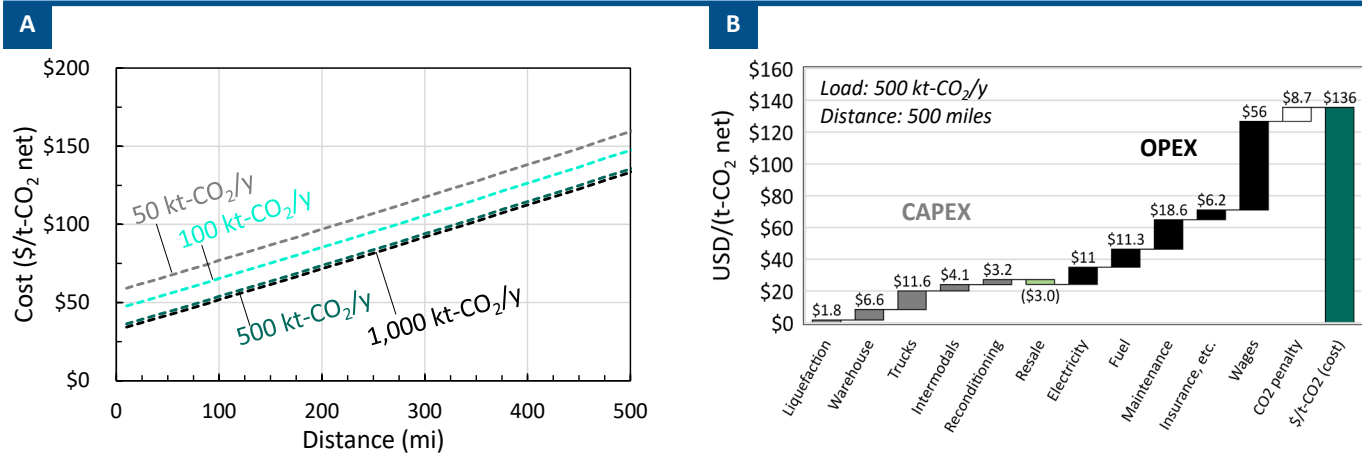 A
Cost ($/t-CO₂ net)
$200
$150
$100
$50
$0
50 kt-CO₂/y
100 kt-CO₂/y
500 kt-CO₂/y
1,000 kt-CO₂/y
0
100
200
300
400
500
Distance (mi)
B
USD/(t-CO₂ net)
$160
$140
$120
$100
$80
$60
$40
$20
$0
Load: 500 kt-CO₂/y
Distance: 500 miles
CAPEX
OPEX
$1.8
$6.6
$11.6
$4.1
$3.2
($3.0)
$11
$11.3
$18.6
$6.2
$56
$8.7
$136
Liquefaction
Warehouse
Trucks
Intermodals
Reconditioning
Resale
Electricity
Fuel
Maintenance
Insurance, etc.
Wages
CO2 penalty
$/t-CO2 (cost)